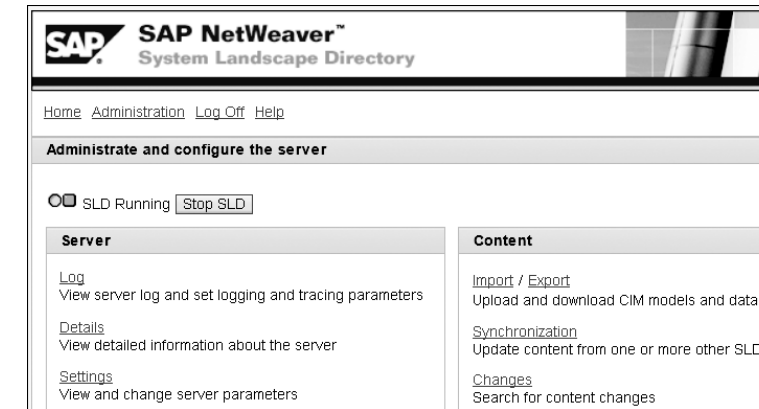 SAP
SAP NetWeaver™
System Landscape Directory
Home Administration Log Off Help
Administrate and configure the server
SLD Running Stop SLD
Server
Log
View server log and set logging and tracing parameters
Details
View detailed information about the server
Settings
View and change server parameters
Content
Import / Export
Upload and download CIM models and data
Synchronization
Update content from one or more other SLD
Changes
Search for content changes